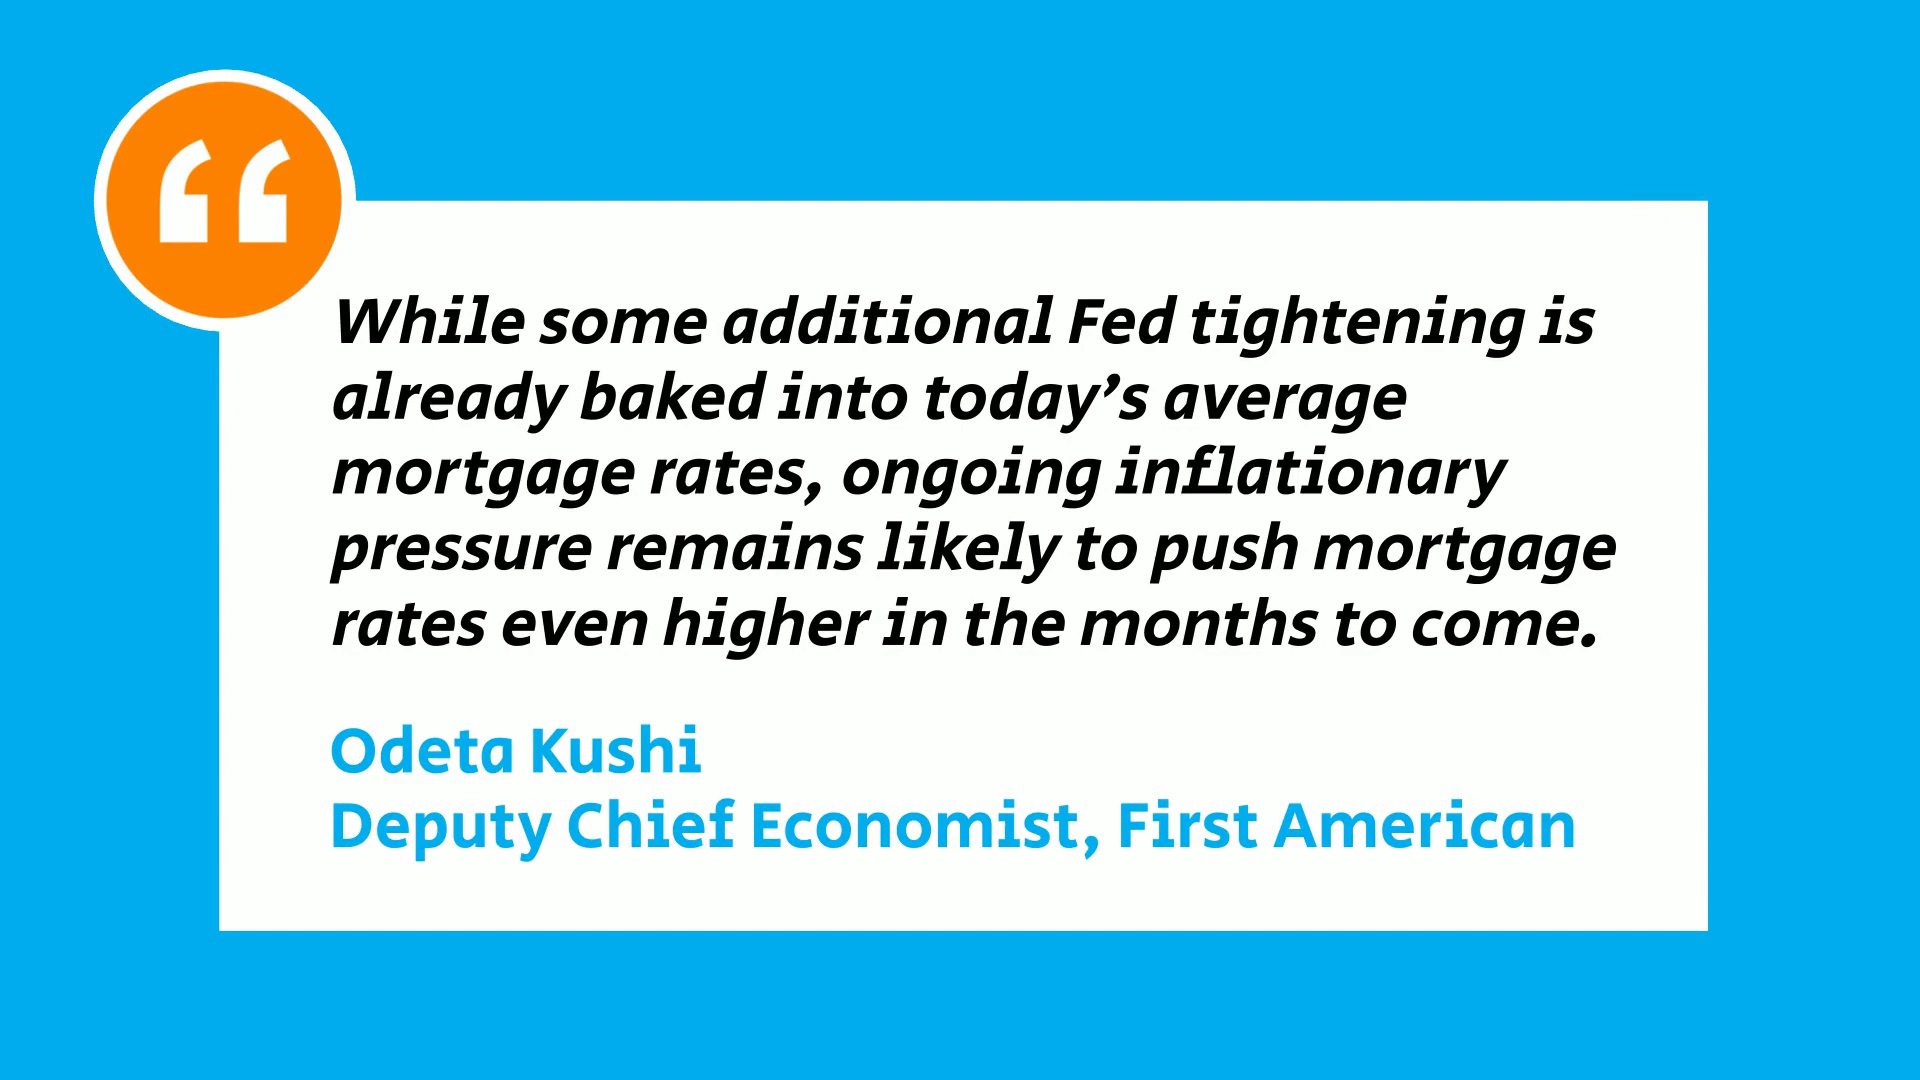 “
While some additional Fed tightening is
already baked into today’s average
mortgage rates, ongoing inflationary
pressure remains likely to push mortgage
rates even higher in the months to come.
Odeta Kushi
Deputy Chief Economist, First American